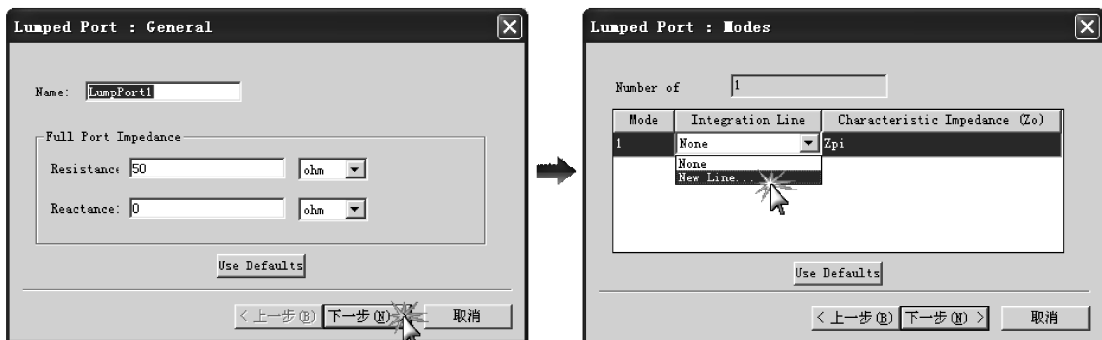 Lumped Port : General
Name: LumpPort1
Full Port Impedance
Resistance 50 ohm
Reactance: 0 ohm
Use Defaults
< 上一步(B) 下一步(N) 取消
Lumped Port : Modes
Number of 1
Mode Integration Line Characteristic Impedance (Zo)
1 None Zpi
None
New Line...
Use Defaults
< 上一步(B) 下一步(N) > 取消